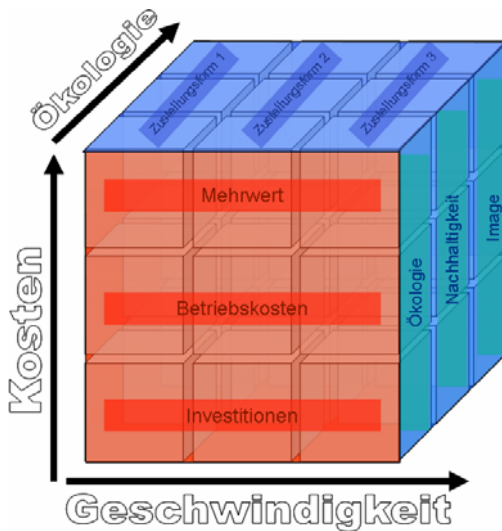 Ökologie
Zustellungsform 1
Zustellungsform 2
Zustellungsform 3
Kosten
Mehrwert
Betriebskosten
Investitionen
Ökologie
Nachhaltigkeit
Image
Geschwindigkeit